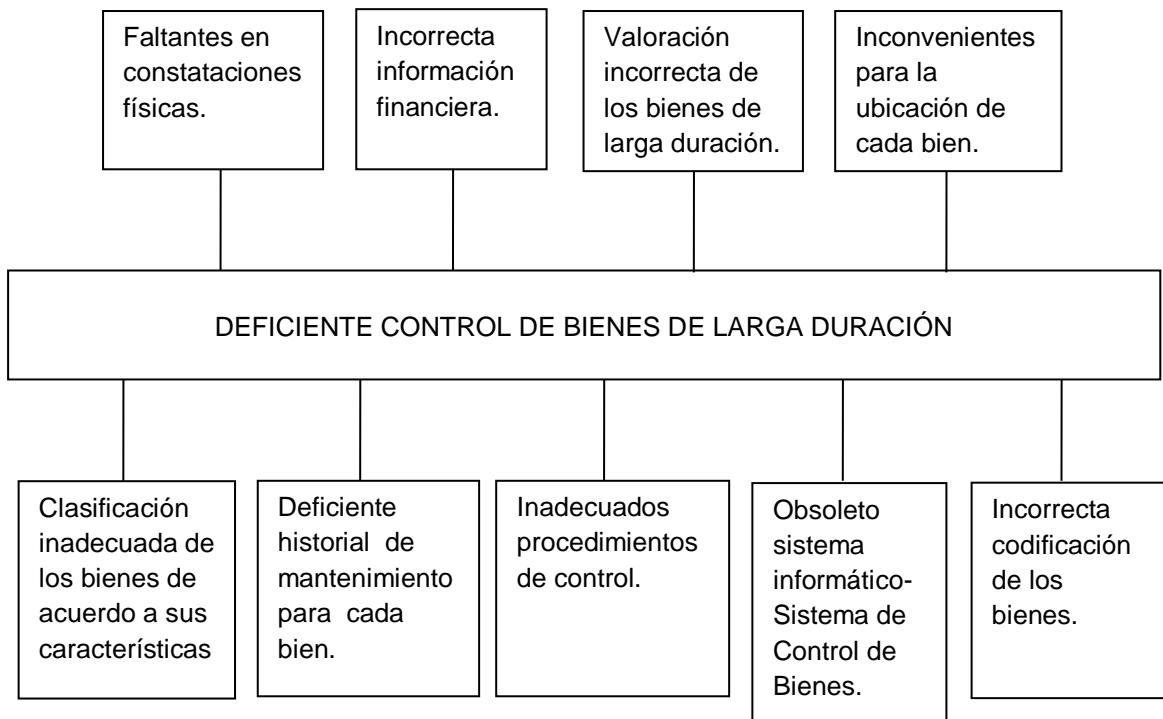 Faltantes en
constataciones
físicas.
Incorrecta
información
financiera.
Valoración
incorrecta de
los bienes de
larga duración.
Inconvenientes
para la
ubicación de
cada bien.
DEFICIENTE CONTROL DE BIENES DE LARGA DURACIÓN
Clasificación
inadecuada de
los bienes de
acuerdo a sus
características
Deficiente
historial de
mantenimiento
para cada
bien.
Inadecuados
procedimientos
de control.
Obsoleto
sistema
informático-
Sistema de
Control de
Bienes.
Incorrecta
codificación
de los
bienes.